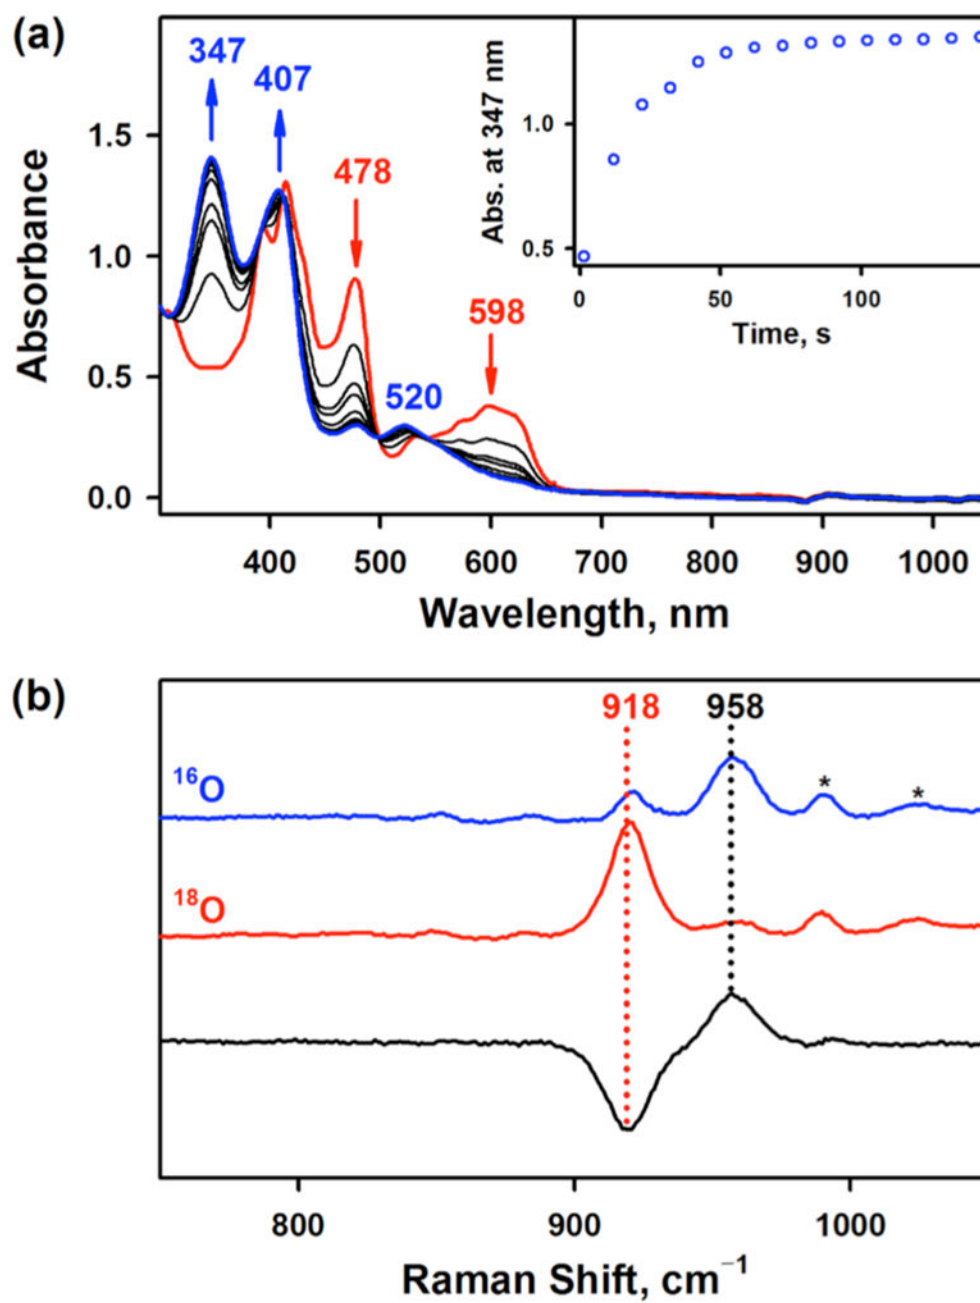 (a)
347
407
478
598
520
Absorbance
1.5
1.0
0.5
0.0
400 500 600 700 800 900 1000
Wavelength, nm
Abs. at 347 nm
1.0
0.5
0 50 100
Time, s
(b)
918 958
¹⁶O
* *
¹⁸O
800 900 1000
Raman Shift, cm⁻¹